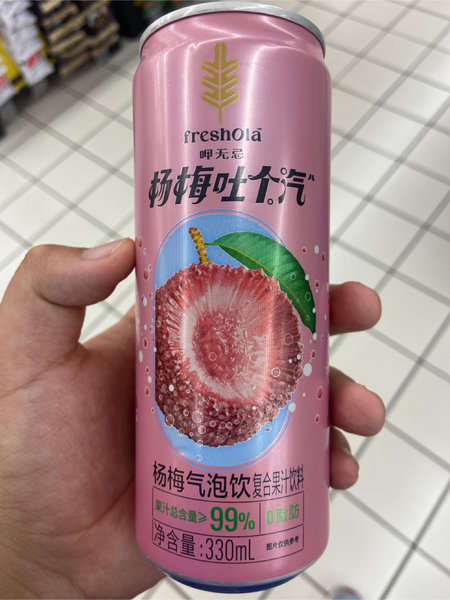 freshOla
呷无忌
杨梅吐个汽
杨梅气泡饮 复合果汁饮料
果汁总含量≥99% 0脂肪
净含量:330mL 图片仅供参考